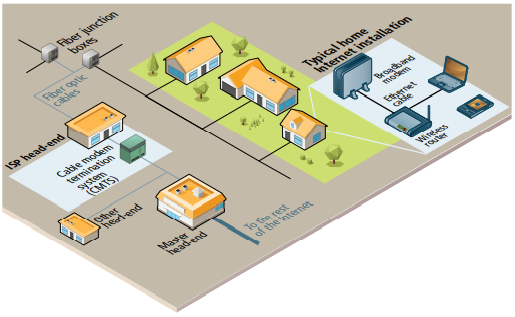 Fiber junction
boxes
Fiber optic
cables
Typical home
Internet installation
Broadband
modem
Ethernet
cable
Wireless
router
ISP head-end
Cable modem
termination
system
(CMTS)
Other
head-end
Master
head-end
To the rest
of the Internet